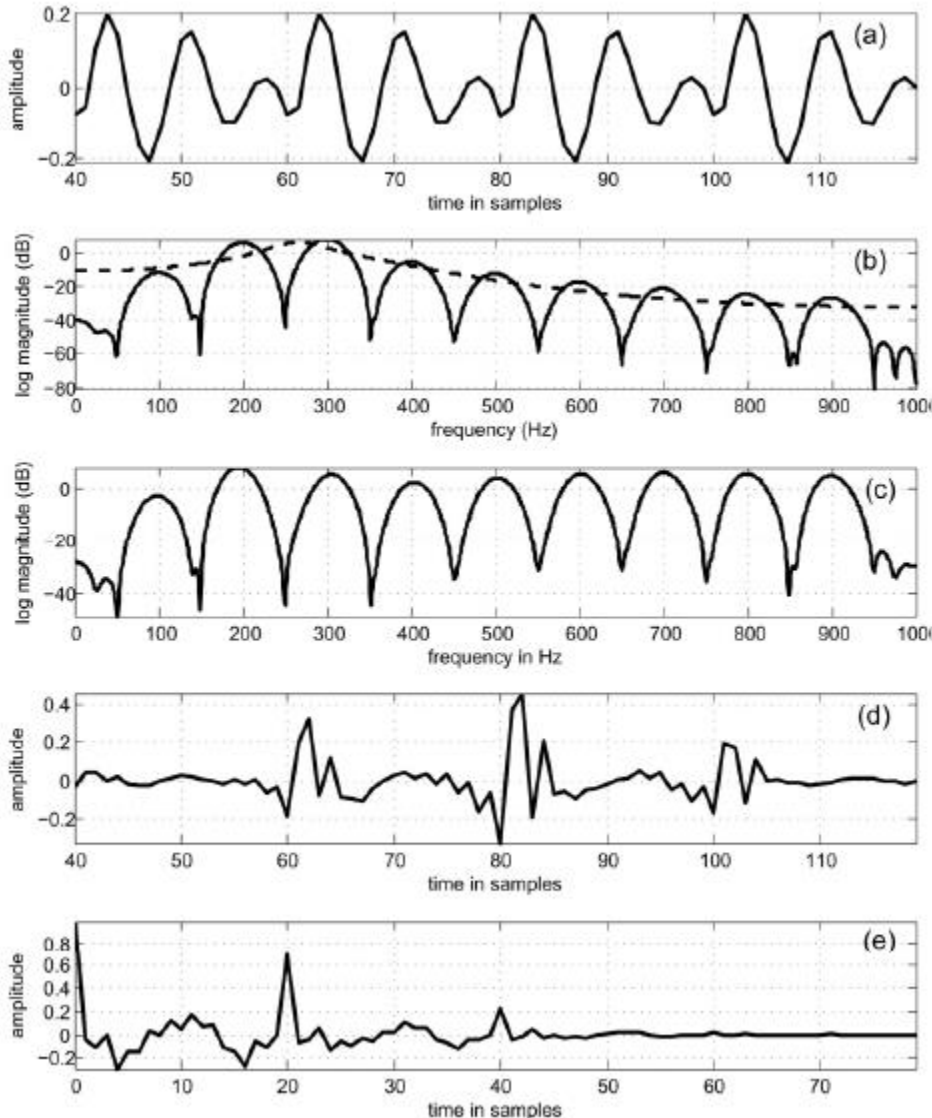 0.2
0
−0.2
amplitude
(a)
40 50 60 70 80 90 100 110
time in samples
0
−20
−40
−60
−80
log magnitude (dB)
(b)
0 100 200 300 400 500 600 700 800 900 1000
frequency (Hz)
0
−20
−40
log magnitude (dB)
(c)
0 100 200 300 400 500 600 700 800 900 1000
frequency in Hz
0.4
0.2
0
−0.2
amplitude
(d)
40 50 60 70 80 90 100 110
time in samples
0.8
0.6
0.4
0.2
0
−0.2
amplitude
(e)
0 10 20 30 40 50 60 70
time in samples